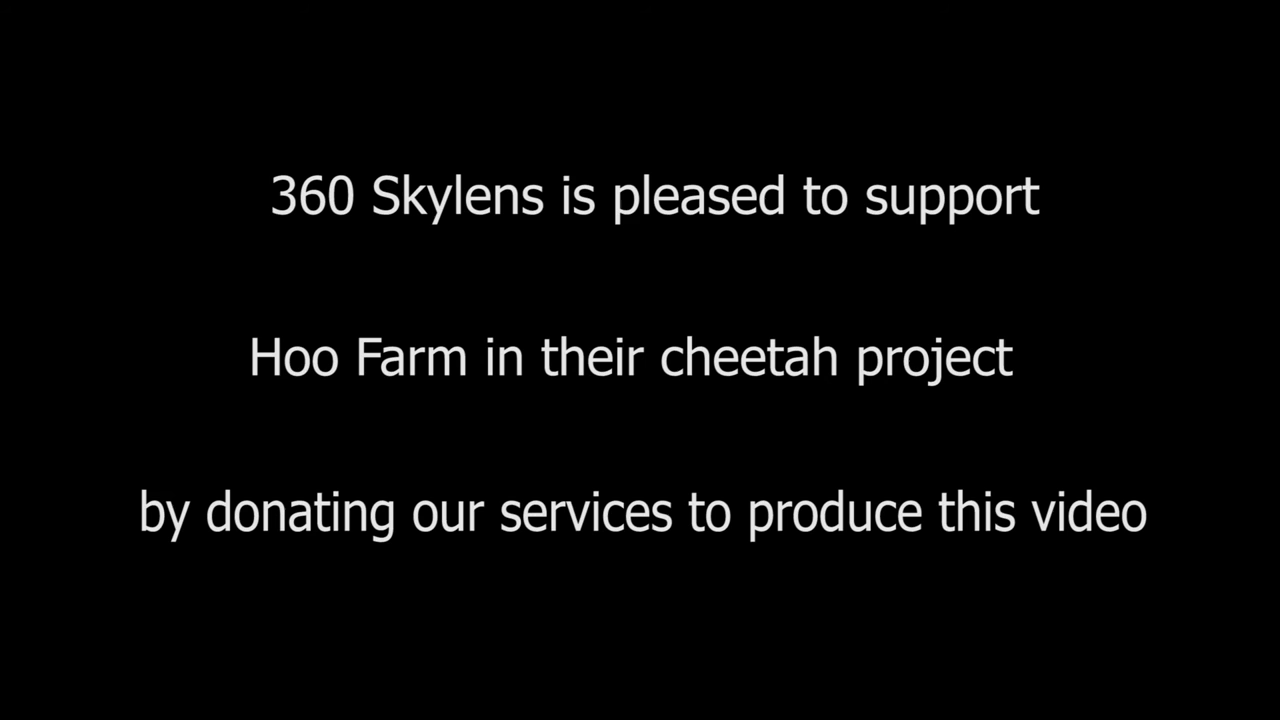 360 Skylens is pleased to support
Hoo Farm in their cheetah project
by donating our services to produce this video